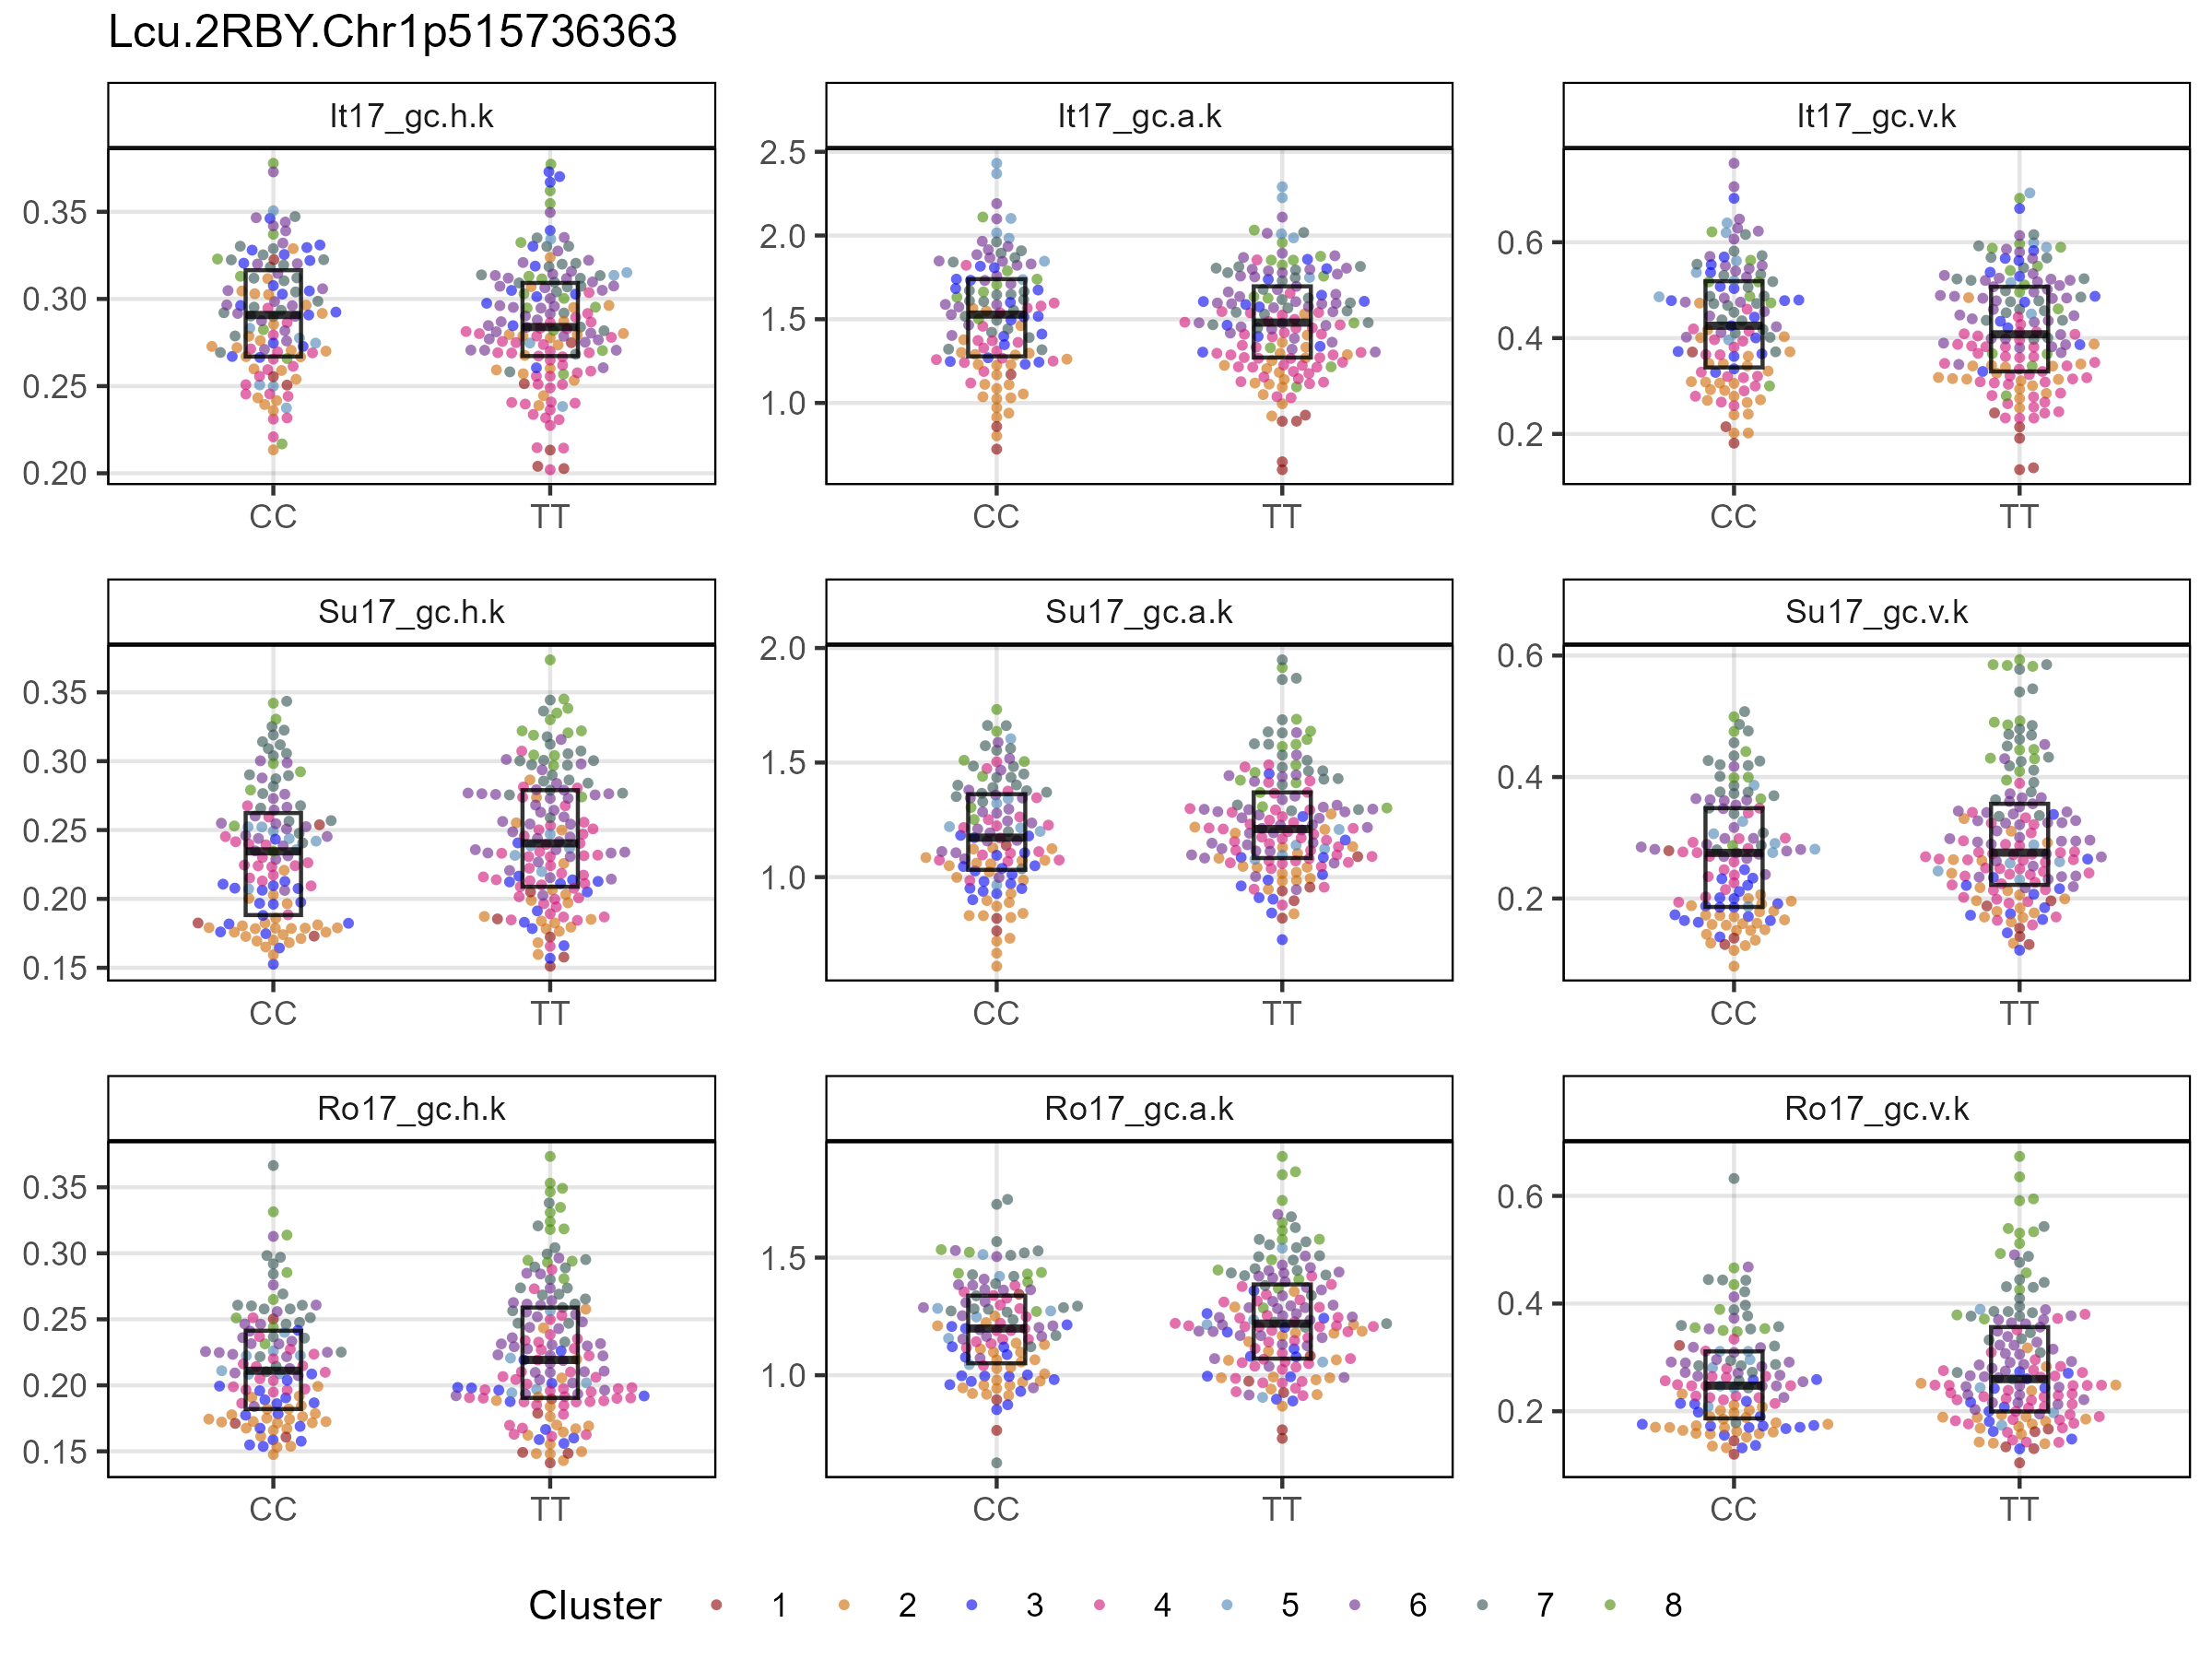 Lcu.2RBY.Chr1p515736363
It17_gc.h.k
It17_gc.a.k
It17_gc.v.k
0.35
0.30
0.25
0.20
2.5
2.0
1.5
1.0
0.6
0.4
0.2
CC TT
CC TT
CC TT
Su17_gc.h.k
Su17_gc.a.k
Su17_gc.v.k
0.35
0.30
0.25
0.20
0.15
2.0
1.5
1.0
0.6
0.4
0.2
CC TT
CC TT
CC TT
Ro17_gc.h.k
Ro17_gc.a.k
Ro17_gc.v.k
0.35
0.30
0.25
0.20
0.15
1.5
1.0
0.6
0.4
0.2
CC TT
CC TT
CC TT
Cluster 1 2 3 4 5 6 7 8